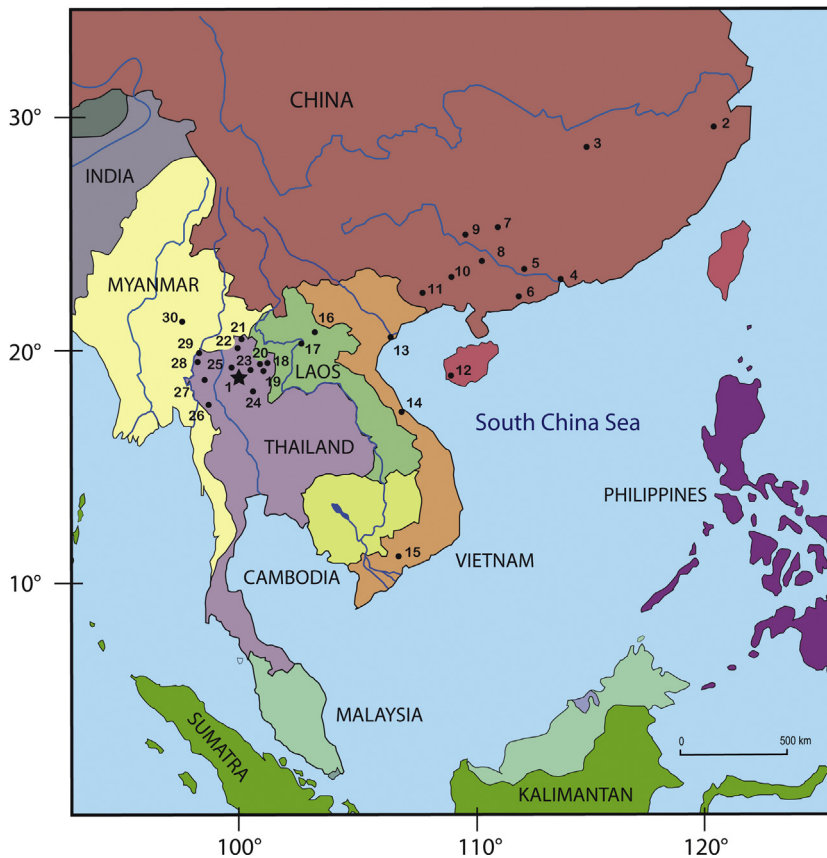 30°
CHINA
2
3
INDIA
9
7
8
5
10
4
11
6
MYANMAR
30
21
22
16
29
20°
28
25
23
20
18
17
13
LAOS
12
1
19
27
24
26
14
South China Sea
THAILAND
PHILIPPINES
15
VIETNAM
10°
CAMBODIA
MALAYSIA
SUMATRA
0
500 km
KALIMANTAN
100°
110°
120°